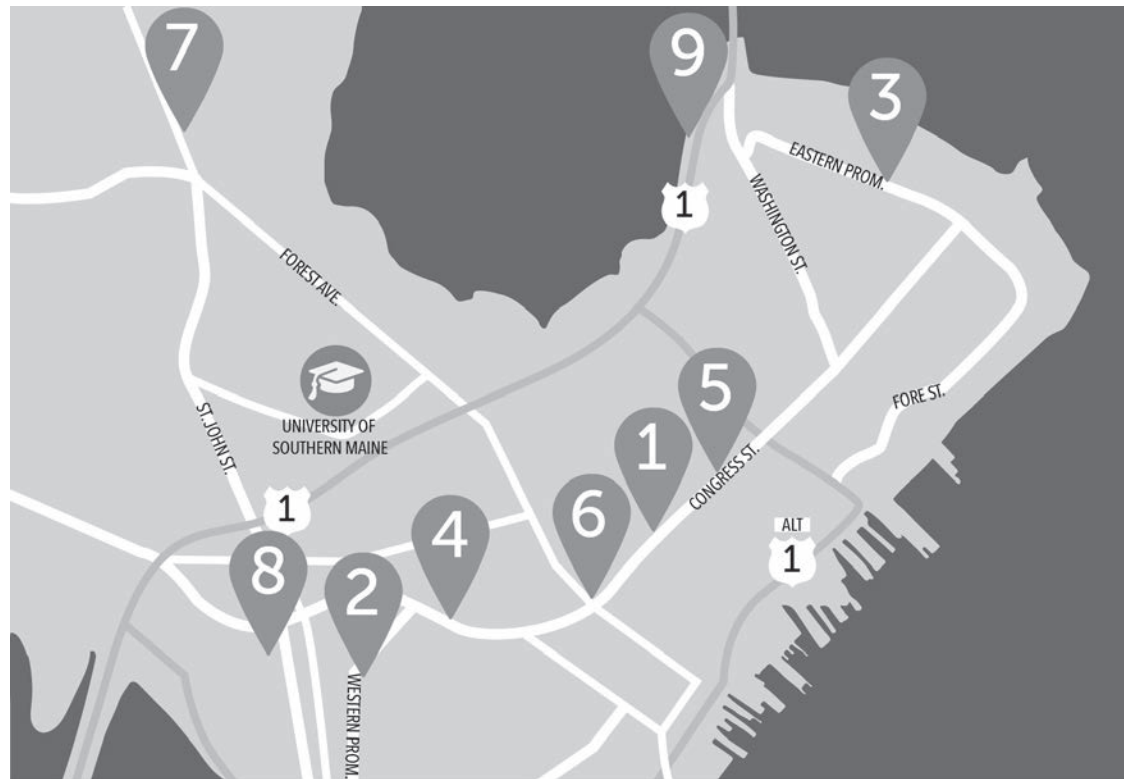 7
9
3
EASTERN PROM.
1
WASHINGTON ST.
FOREST AVE.
UNIVERSITY OF
SOUTHERN MAINE
5
FORE ST.
ST. JOHN ST.
1
CONGRESS ST.
1
6
4
ALT
1
8
2
WESTERN PROM.